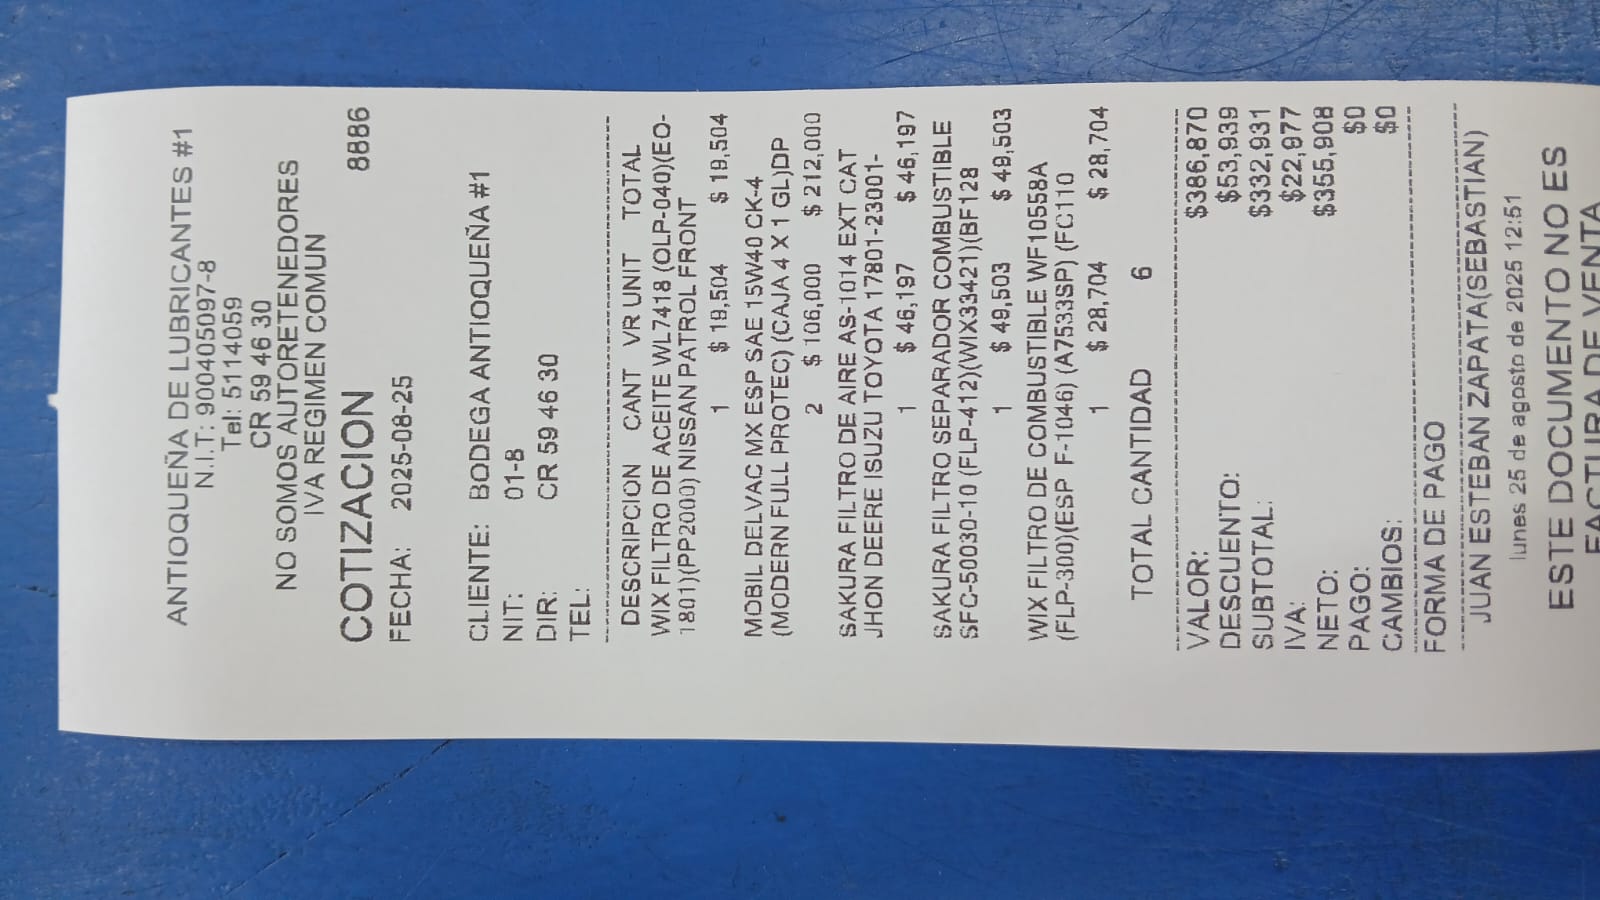 ANTIOQUEÑA DE LUBRICANTES #1
N.I.T: 900405097-8
Tel: 5114059
CR 59 46 30
NO SOMOS AUTORETENEDORES
IVA REGIMEN COMUN
COTIZACION 8886
FECHA: 2025-08-25
CLIENTE: BODEGA ANTIOQUEÑA #1
NIT: 01-8
DIR: CR 59 46 30
TEL:
DESCRIPCION CANT VR UNIT TOTAL
WIX FILTRO DE ACEITE WL7418 (OLP-040)(EO-
1801)(PP2000) NISSAN PATROL FRONT
1 $ 19,504 $ 19,504
MOBIL DELVAC MX ESP SAE 15W40 CK-4
(MODERN FULL PROTEC) (CAJA 4 X 1 GL)DP
2 $ 106,000 $ 212,000
SAKURA FILTRO DE AIRE AS-1014 EXT CAT
JHON DEERE ISUZU TOYOTA 17801-23001-
1 $ 46,197 $ 46,197
SAKURA FILTRO SEPARADOR COMBUSTIBLE
SFC-50030-10 (FLP-412)(WIX33421)(BF128
1 $ 49,503 $ 49,503
WIX FILTRO DE COMBUSTIBLE WF10558A
(FLP-300)(ESP F-1046) (A7533SP) (FC110
1 $ 28,704 $ 28,704
TOTAL CANTIDAD 6
VALOR: $386,870
DESCUENTO: $53,939
SUBTOTAL: $332,931
IVA: $22,977
NETO: $355,908
PAGO: $0
CAMBIOS: $0
FORMA DE PAGO
JUAN ESTEBAN ZAPATA(SEBASTIAN)
lunes 25 de agosto de 2025 12:51
ESTE DOCUMENTO NO ES
FACTURA DE VENTA